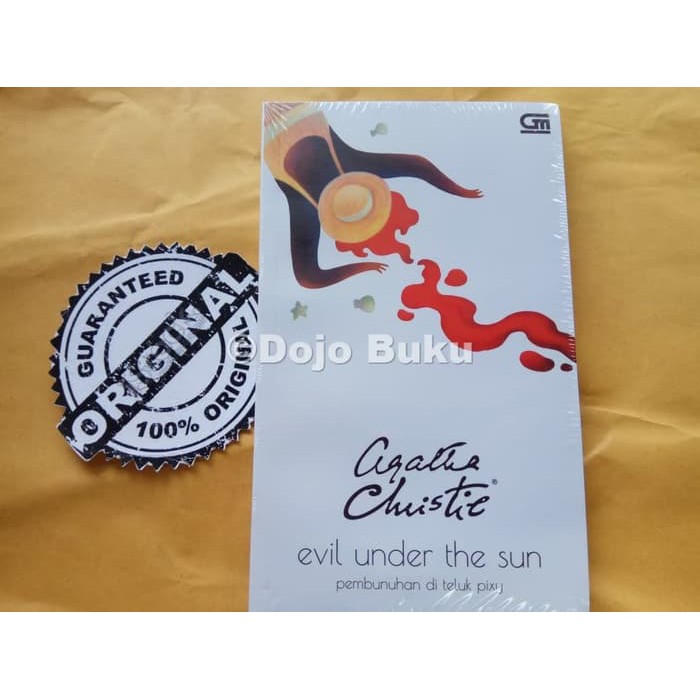 GM
GUARANTEED
ORIGINAL
100% ORIGINAL
©Dojo Buku
Agatha
Christie®
evil under the sun
pembunuhan di teluk pixy